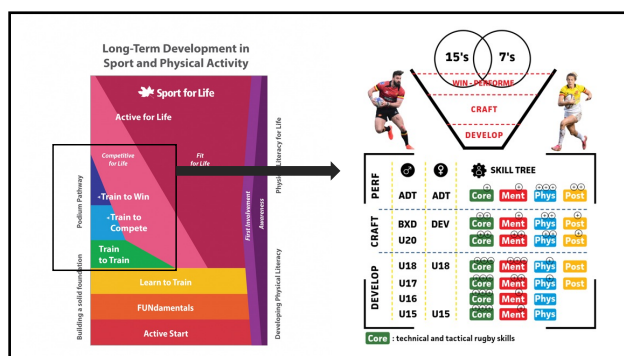 Long-Term Development in
Sport and Physical Activity
Sport for Life
Active for Life
Competitive
for Life
Fit
for Life
-Train to Win
-Train to
Compete
Train
to Train
Learn to Train
FUNdamentals
Active Start
Podium Pathway
Building a solid foundation
First Involvement
Awareness
Physical Literacy for Life
Developing Physical Literacy
15's
7's
WIN - PERFORME
CRAFT
DEVELOP
SKILL TREE
PERF
ADT ADT Core Ment Phys Post
CRAFT
BXD DEV Core Ment Phys Post
U20 Core Ment Phys Post
DEVELOP
U18 U18 Core Ment Phys Post
U17 Core Ment Phys Post
U16 Core Ment Phys
U15 U15 Core Ment Phys
Core : technical and tactical rugby skills